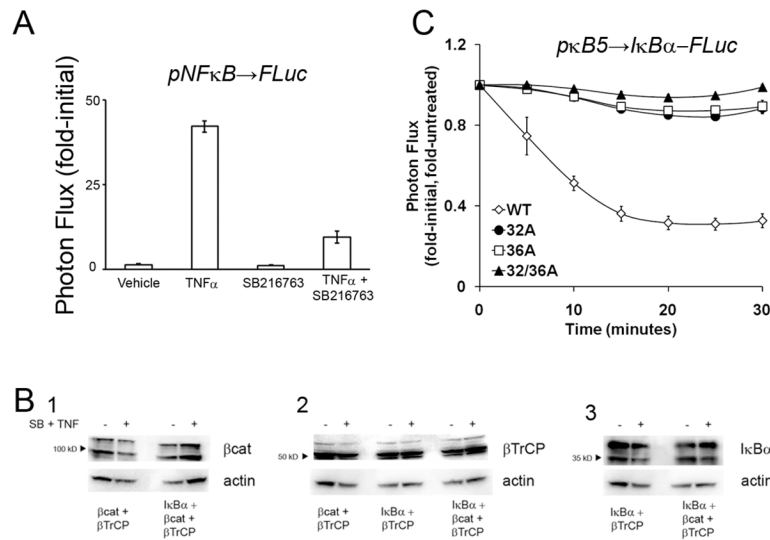 A
pNFκB→FLuc
Photon Flux (fold-initial)
50
25
0
Vehicle
TNFα
SB216763
TNFα +
SB216763
C
pκB5→IκBα–FLuc
Photon Flux
(fold-initial, fold-untreated)
1.2
0.8
0.4
0
WT
32A
36A
32/36A
0
10
20
30
Time (minutes)
B
1
SB + TNF
- + - +
100 kD
βcat
actin
βcat +
βTrCP
IκBα +
βcat +
βTrCP
2
- + - + - +
50 kD
βTrCP
actin
βcat +
βTrCP
IκBα +
βTrCP
IκBα +
βcat +
βTrCP
3
- + - +
35 kD
IκBα
actin
IκBα +
βTrCP
IκBα +
βcat +
βTrCP